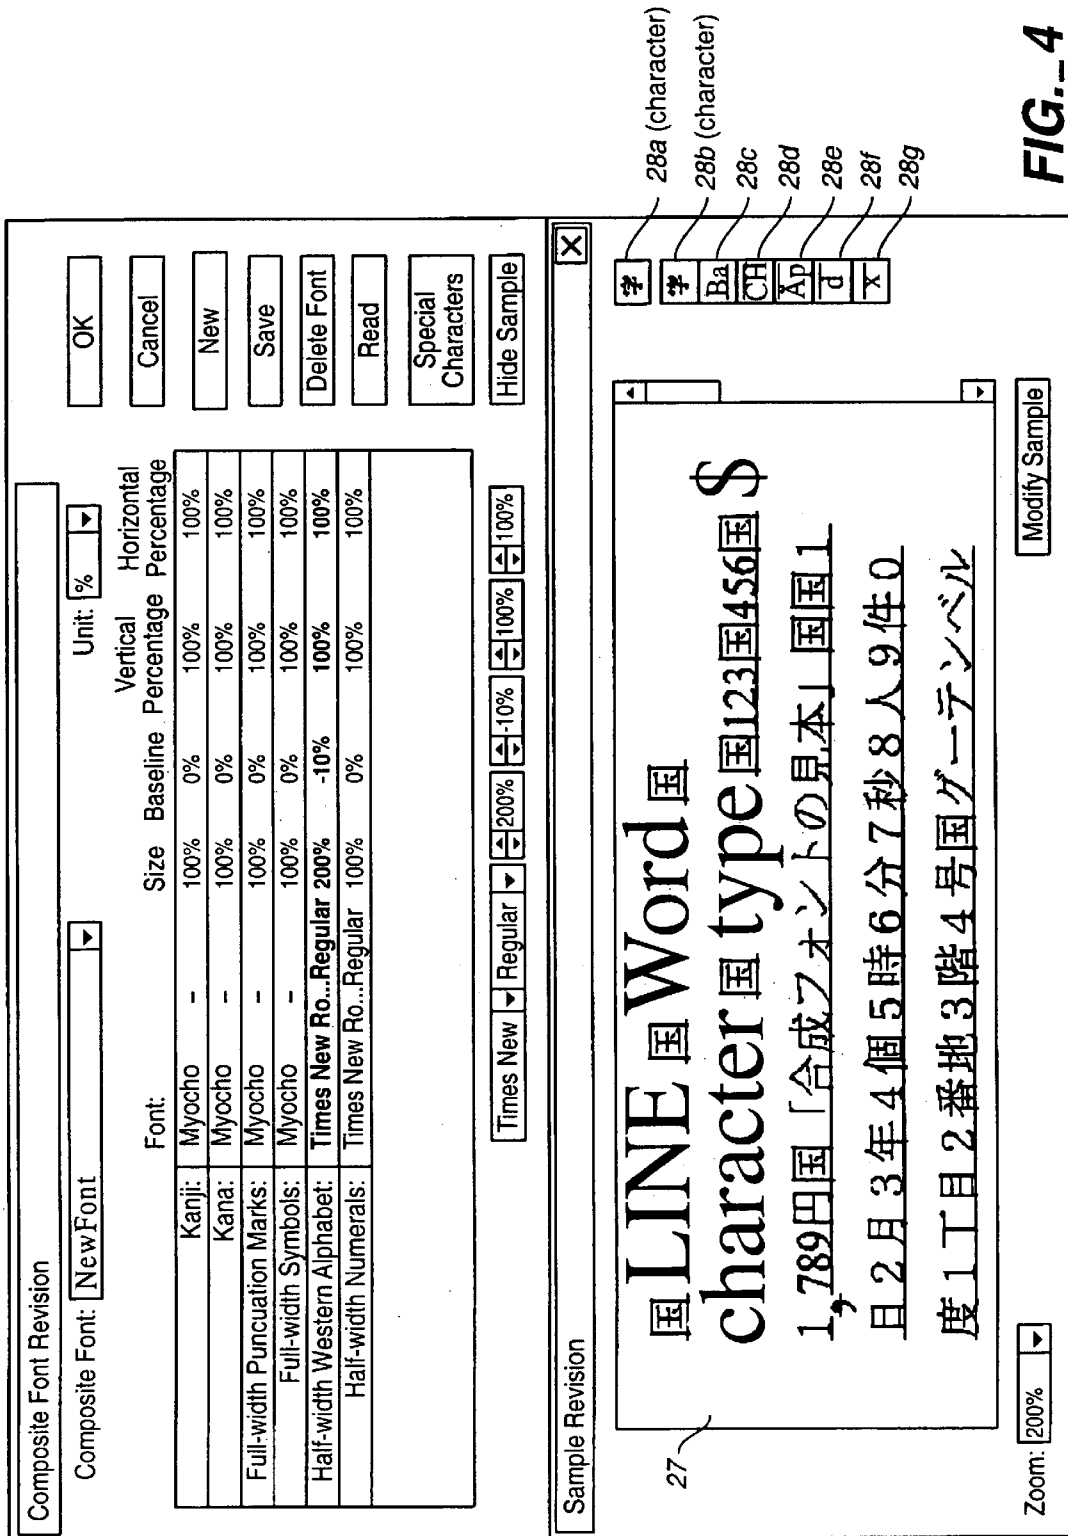 Composite Font Revision
Composite Font: NewFont
Unit: %
Font: Size Baseline Vertical Percentage Horizontal Percentage
Kanji: Myocho – 100% 0% 100% 100%
Kana: Myocho – 100% 0% 100% 100%
Full-width Puncuation Marks: Myocho – 100% 0% 100% 100%
Full-width Symbols: Myocho – 100% 0% 100% 100%
Half-width Western Alphabet: Times New Ro...Regular 200% -10% 100% 100%
Half-width Numerals: Times New Ro...Regular 100% 0% 100% 100%
Times New Regular 200% -10% 100% 100%
OK
Cancel
New
Save
Delete Font
Read
Special
Characters
Hide Sample
Sample Revision
国LINE国Word国
character国type国123国456国$
1,789円国「合成フォントの見本」国国1
日2月3年4個5時6分7秒8人9件0
度1丁目2番地3階4号国グーテンベル
27
字 28a (character)
字 28b (character)
Ba 28c
CH 28d
Äp 28e
d 28f
x 28g
Zoom: 200%
Modify Sample
FIG._4